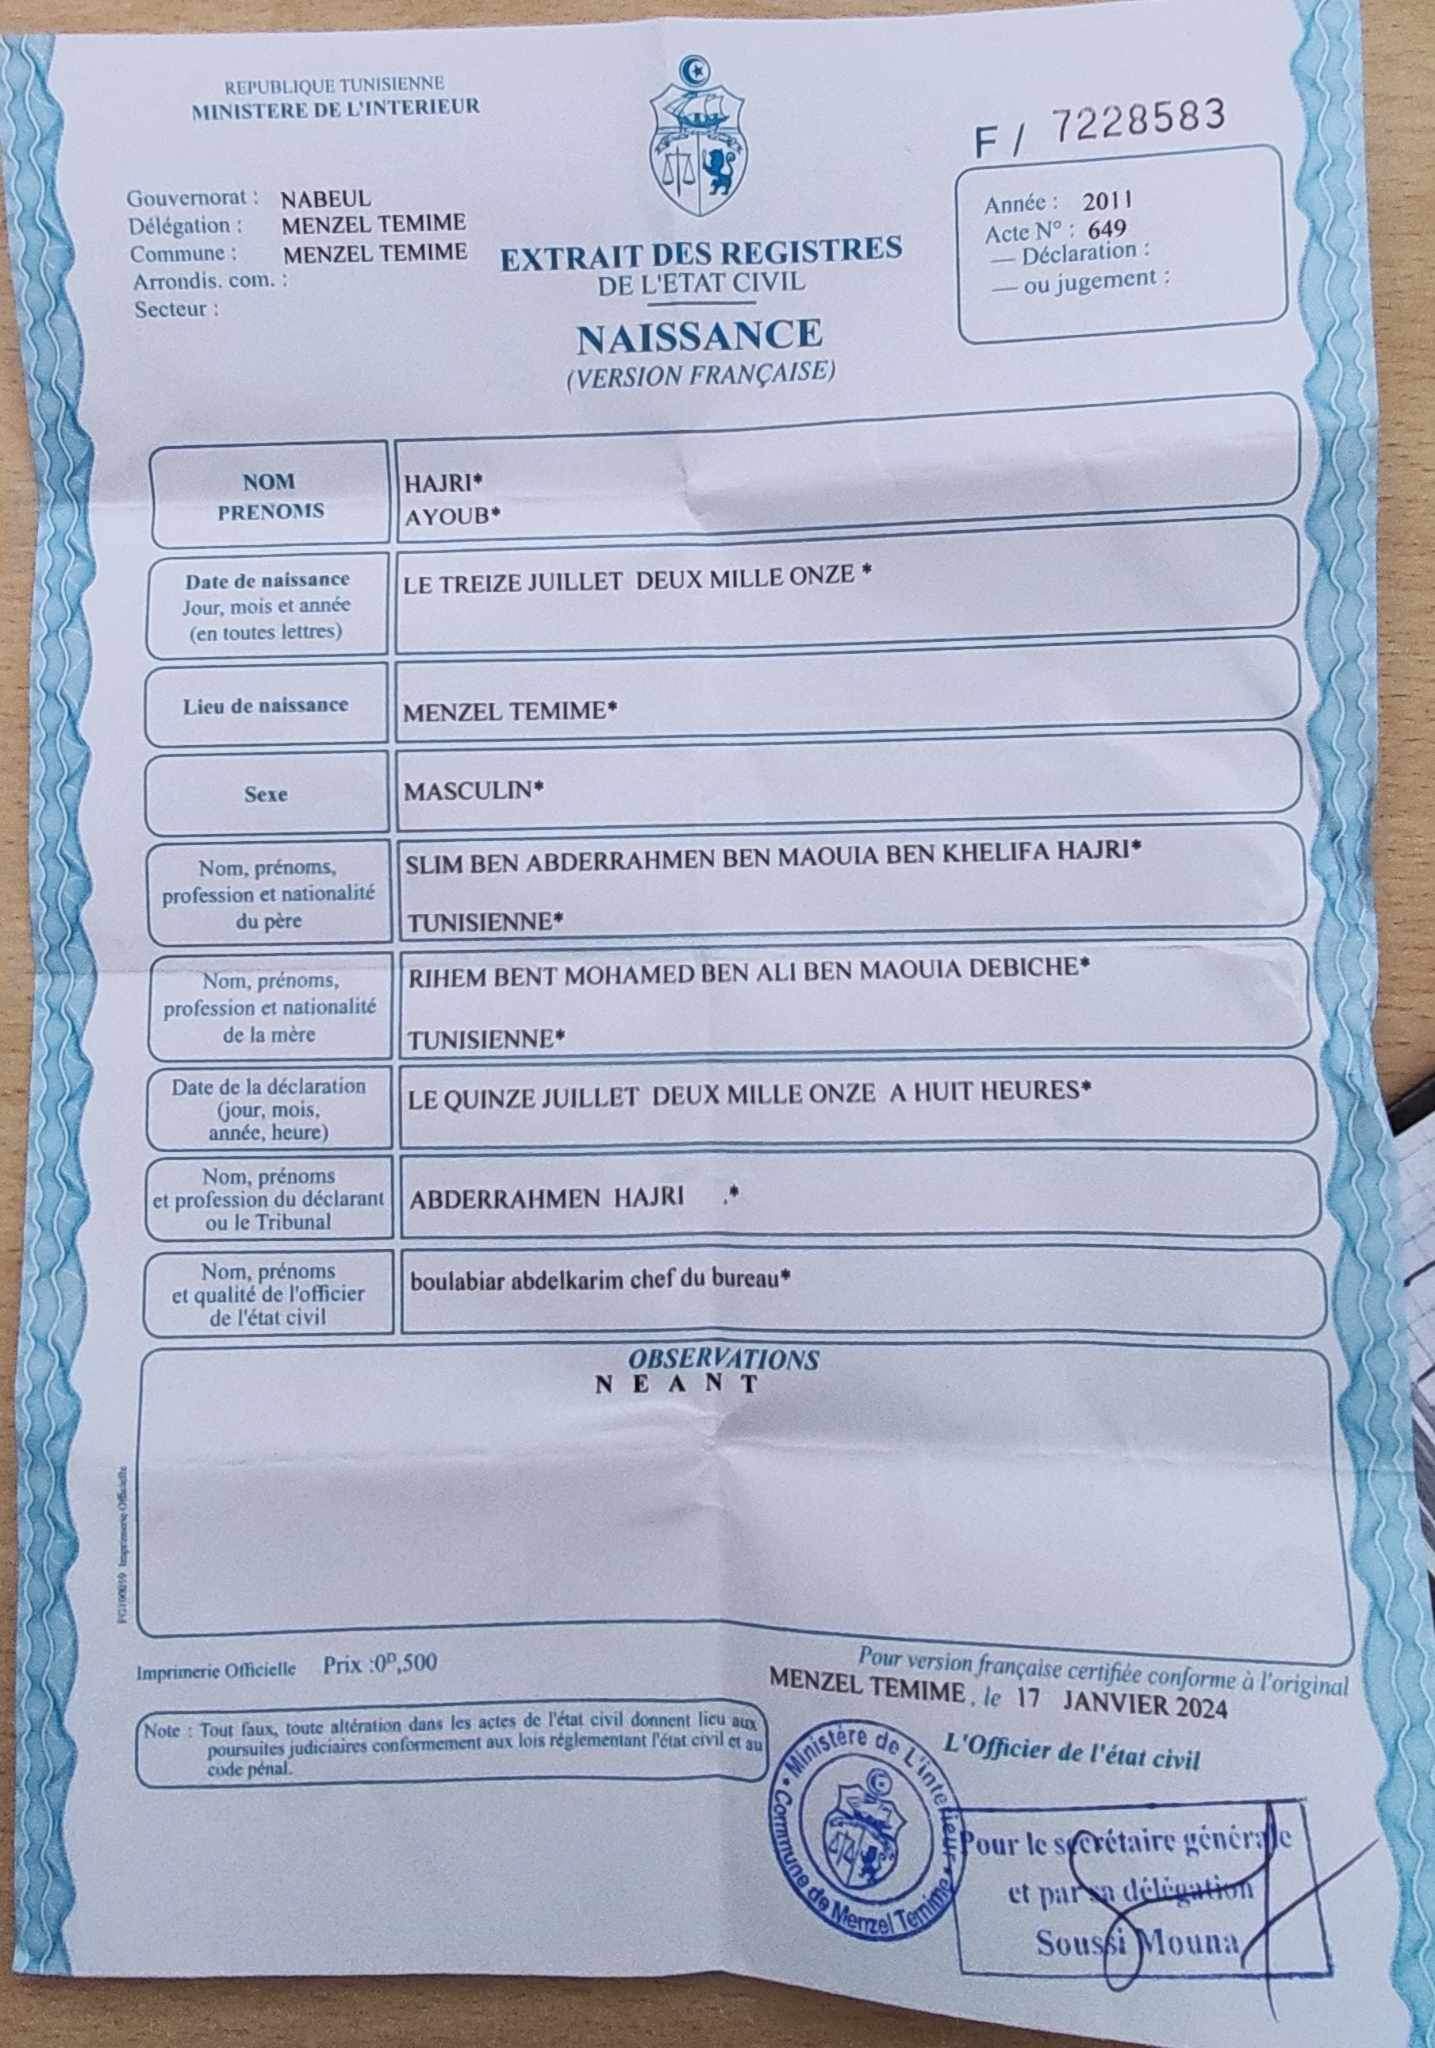 REPUBLIQUE TUNISIENNE
MINISTERE DE L'INTERIEUR
F / 7228583
Gouvernorat : NABEUL
Délégation : MENZEL TEMIME
Commune : MENZEL TEMIME
Arrondis. com. :
Secteur :
Année : 2011
Acte N° : 649
— Déclaration :
— ou jugement :
EXTRAIT DES REGISTRES
DE L'ETAT CIVIL
NAISSANCE
(VERSION FRANÇAISE)
NOM HAJRI*
PRENOMS AYOUB*
Date de naissance
Jour, mois et année
(en toutes lettres)
LE TREIZE JUILLET DEUX MILLE ONZE *
Lieu de naissance
MENZEL TEMIME*
Sexe
MASCULIN*
Nom, prénoms,
profession et nationalité
du père
SLIM BEN ABDERRAHMEN BEN MAOUIA BEN KHELIFA HAJRI*
TUNISIENNE*
Nom, prénoms,
profession et nationalité
de la mère
RIHEM BENT MOHAMED BEN ALI BEN MAOUIA DEBICHE*
TUNISIENNE*
Date de la déclaration
(jour, mois,
année, heure)
LE QUINZE JUILLET DEUX MILLE ONZE A HUIT HEURES*
Nom, prénoms
et profession du déclarant
ou le Tribunal
ABDERRAHMEN HAJRI .*
Nom, prénoms
et qualité de l'officier
de l'état civil
boulabiar abdelkarim chef du bureau*
OBSERVATIONS
N E A N T
Imprimerie Officielle
Imprimerie Officielle Prix :0D,500
Pour version française certifiée conforme à l'original
MENZEL TEMIME, le 17 JANVIER 2024
L'Officier de l'état civil
Note : Tout faux, toute altération dans les actes de l'état civil donnent lieu aux
poursuites judiciaires conformement aux lois réglementant l'état civil et au
code pénal.
Ministère de L'interieur
Commune de Menzel Temime
Pour le secrétaire générale
et par sa délégation
Soussi Mouna